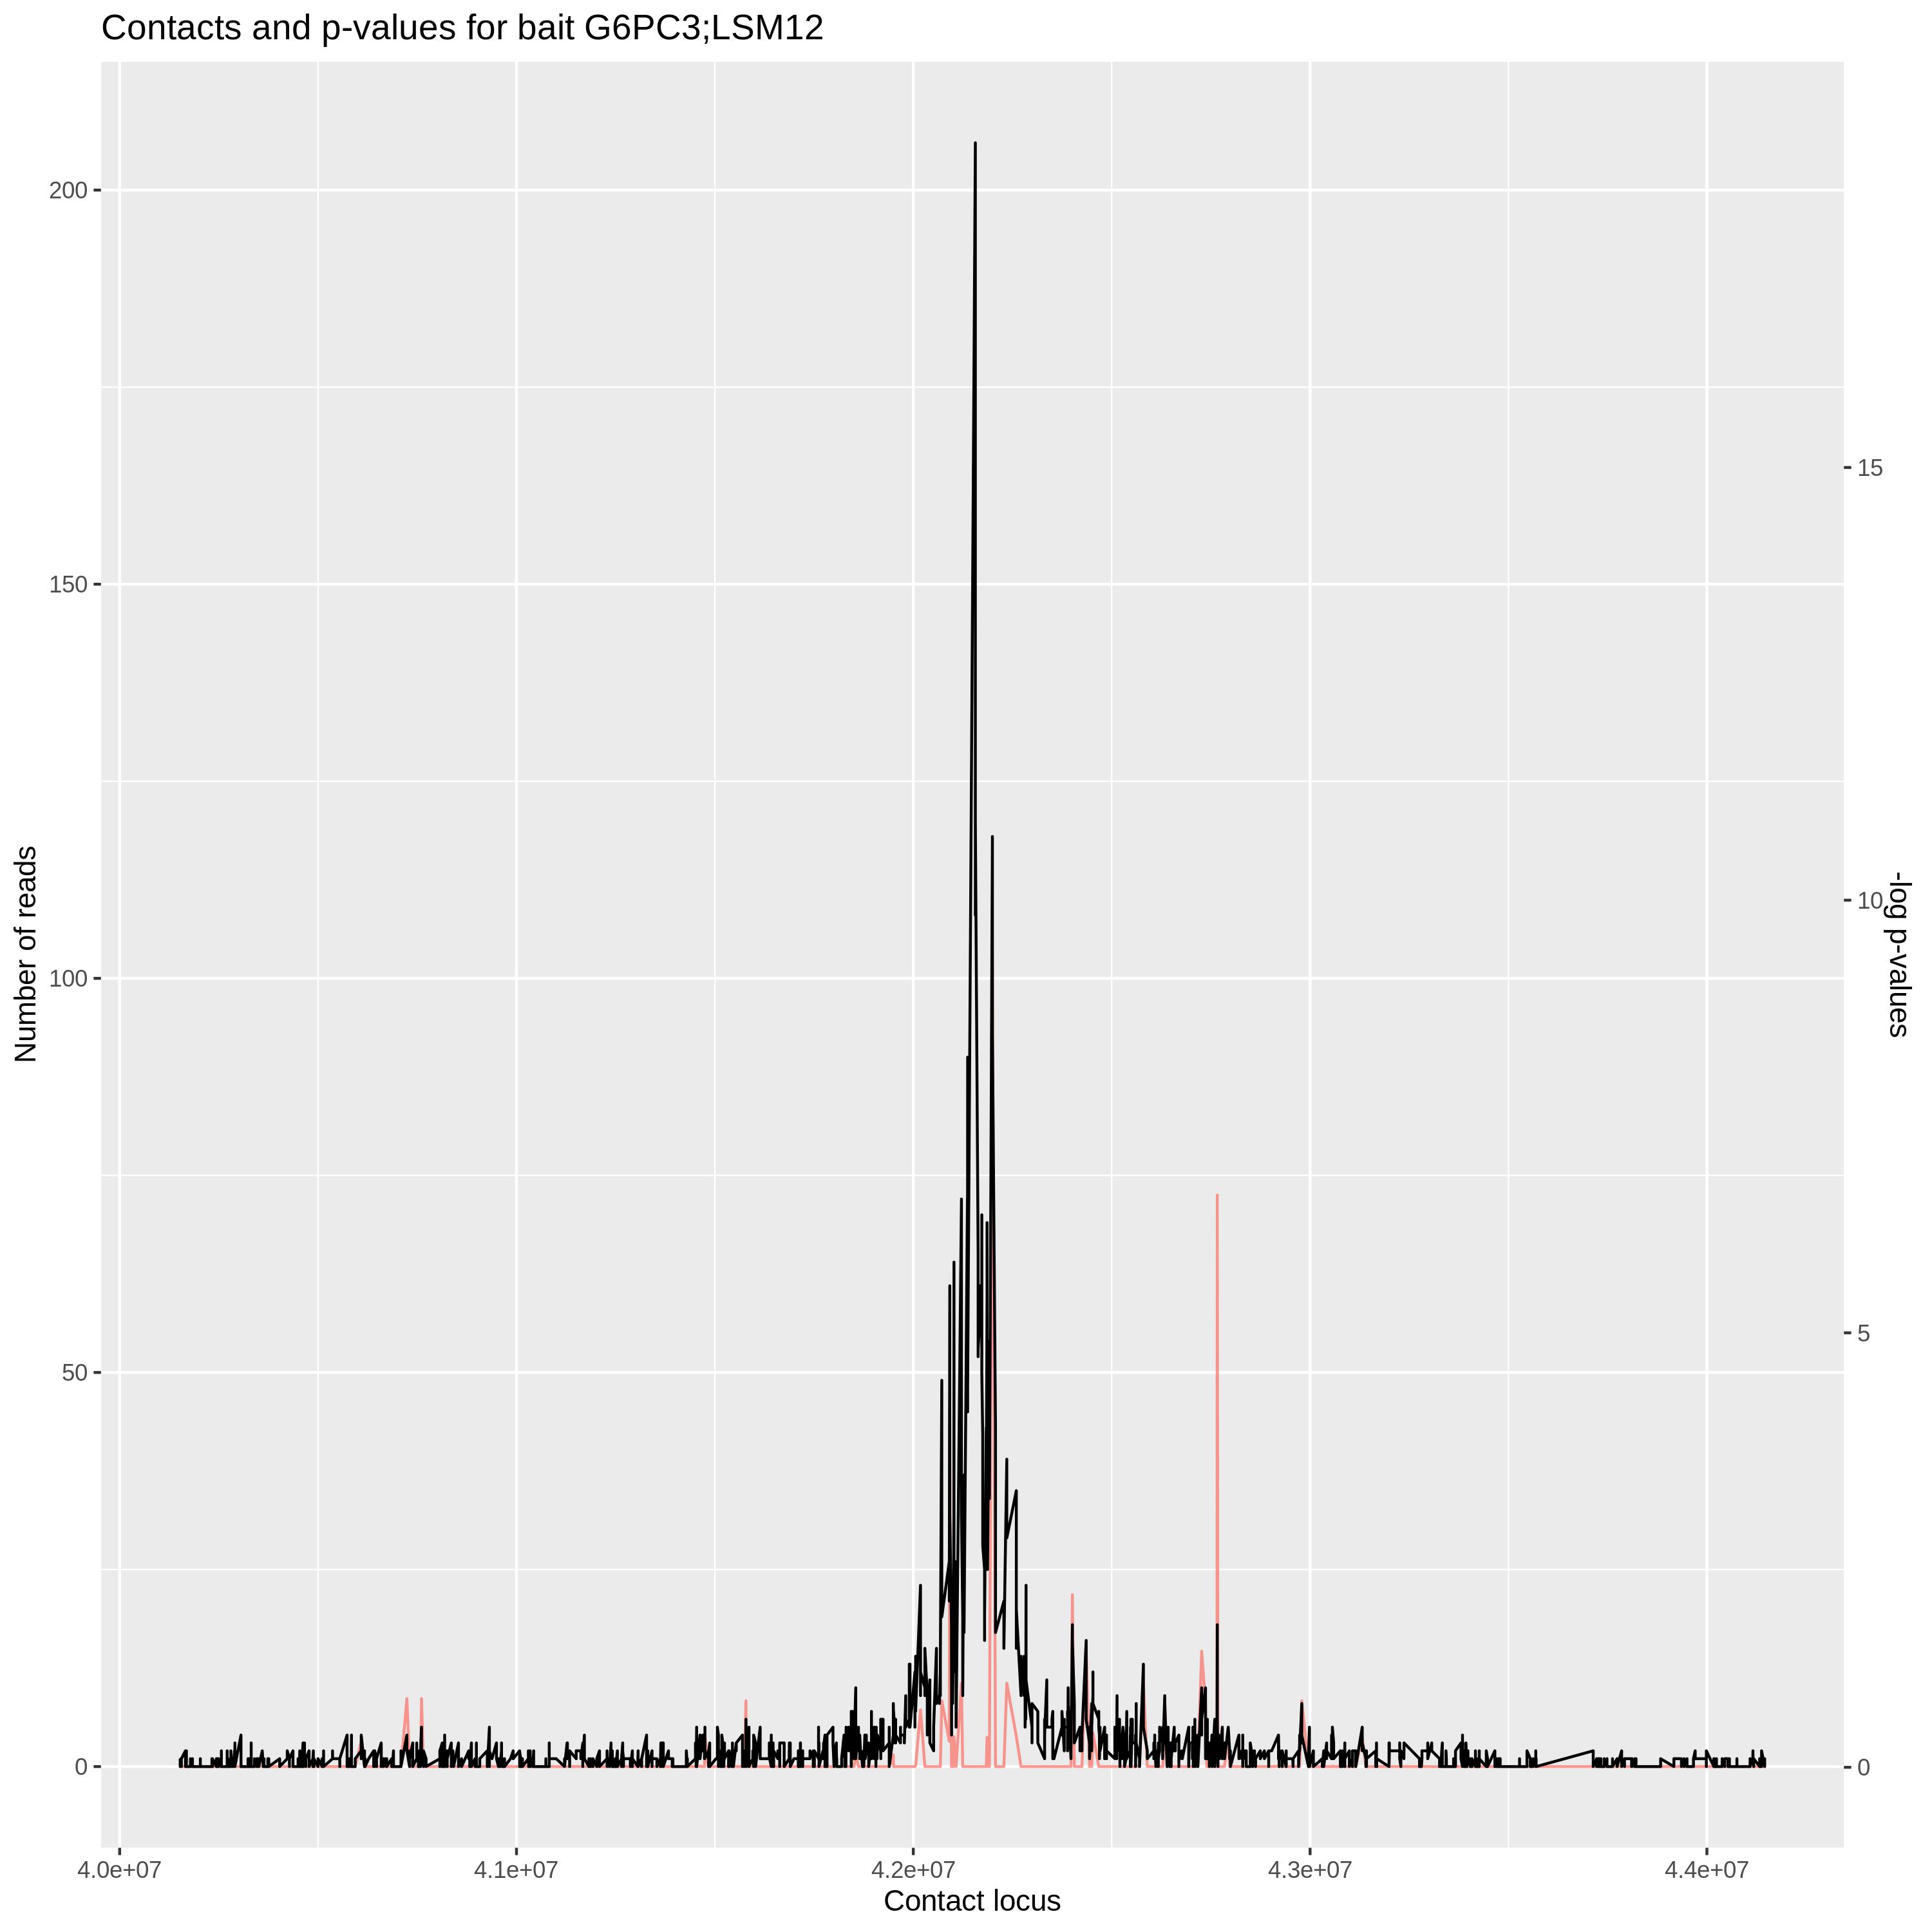 Contacts and p-values for bait G6PC3;LSM12
200
150
100
50
0
Number of reads
15
10
5
0
-log p-values
4.0e+07
4.1e+07
4.2e+07
4.3e+07
4.4e+07
Contact locus